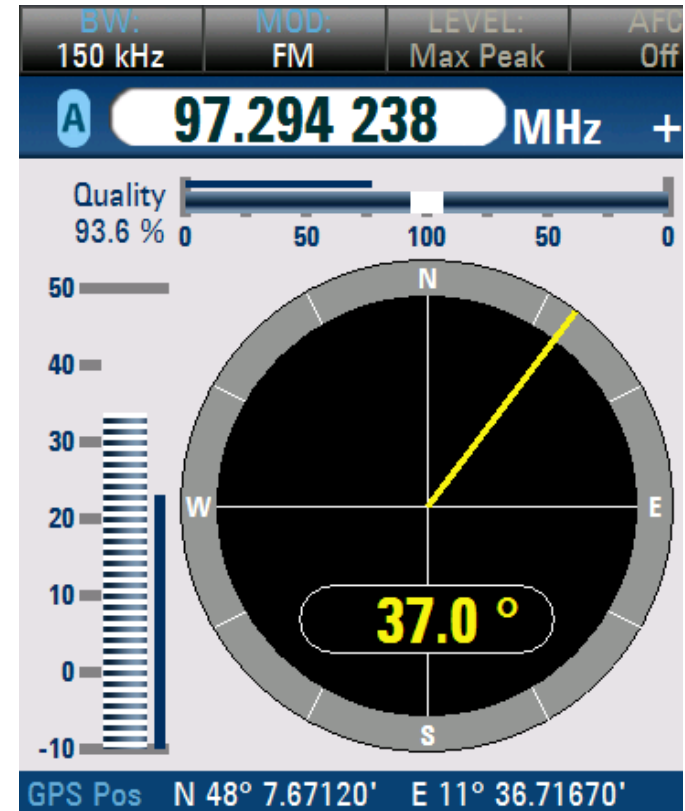 BW: MOD: LEVEL: AFC
150 kHz FM Max Peak Off
A 97.294 238 MHz +
Quality
93.6 %
0 50 100 50 0
50
40
30
20
10
0
-10
N
W E
37.0 °
S
GPS Pos N 48° 7.67120' E 11° 36.71670'